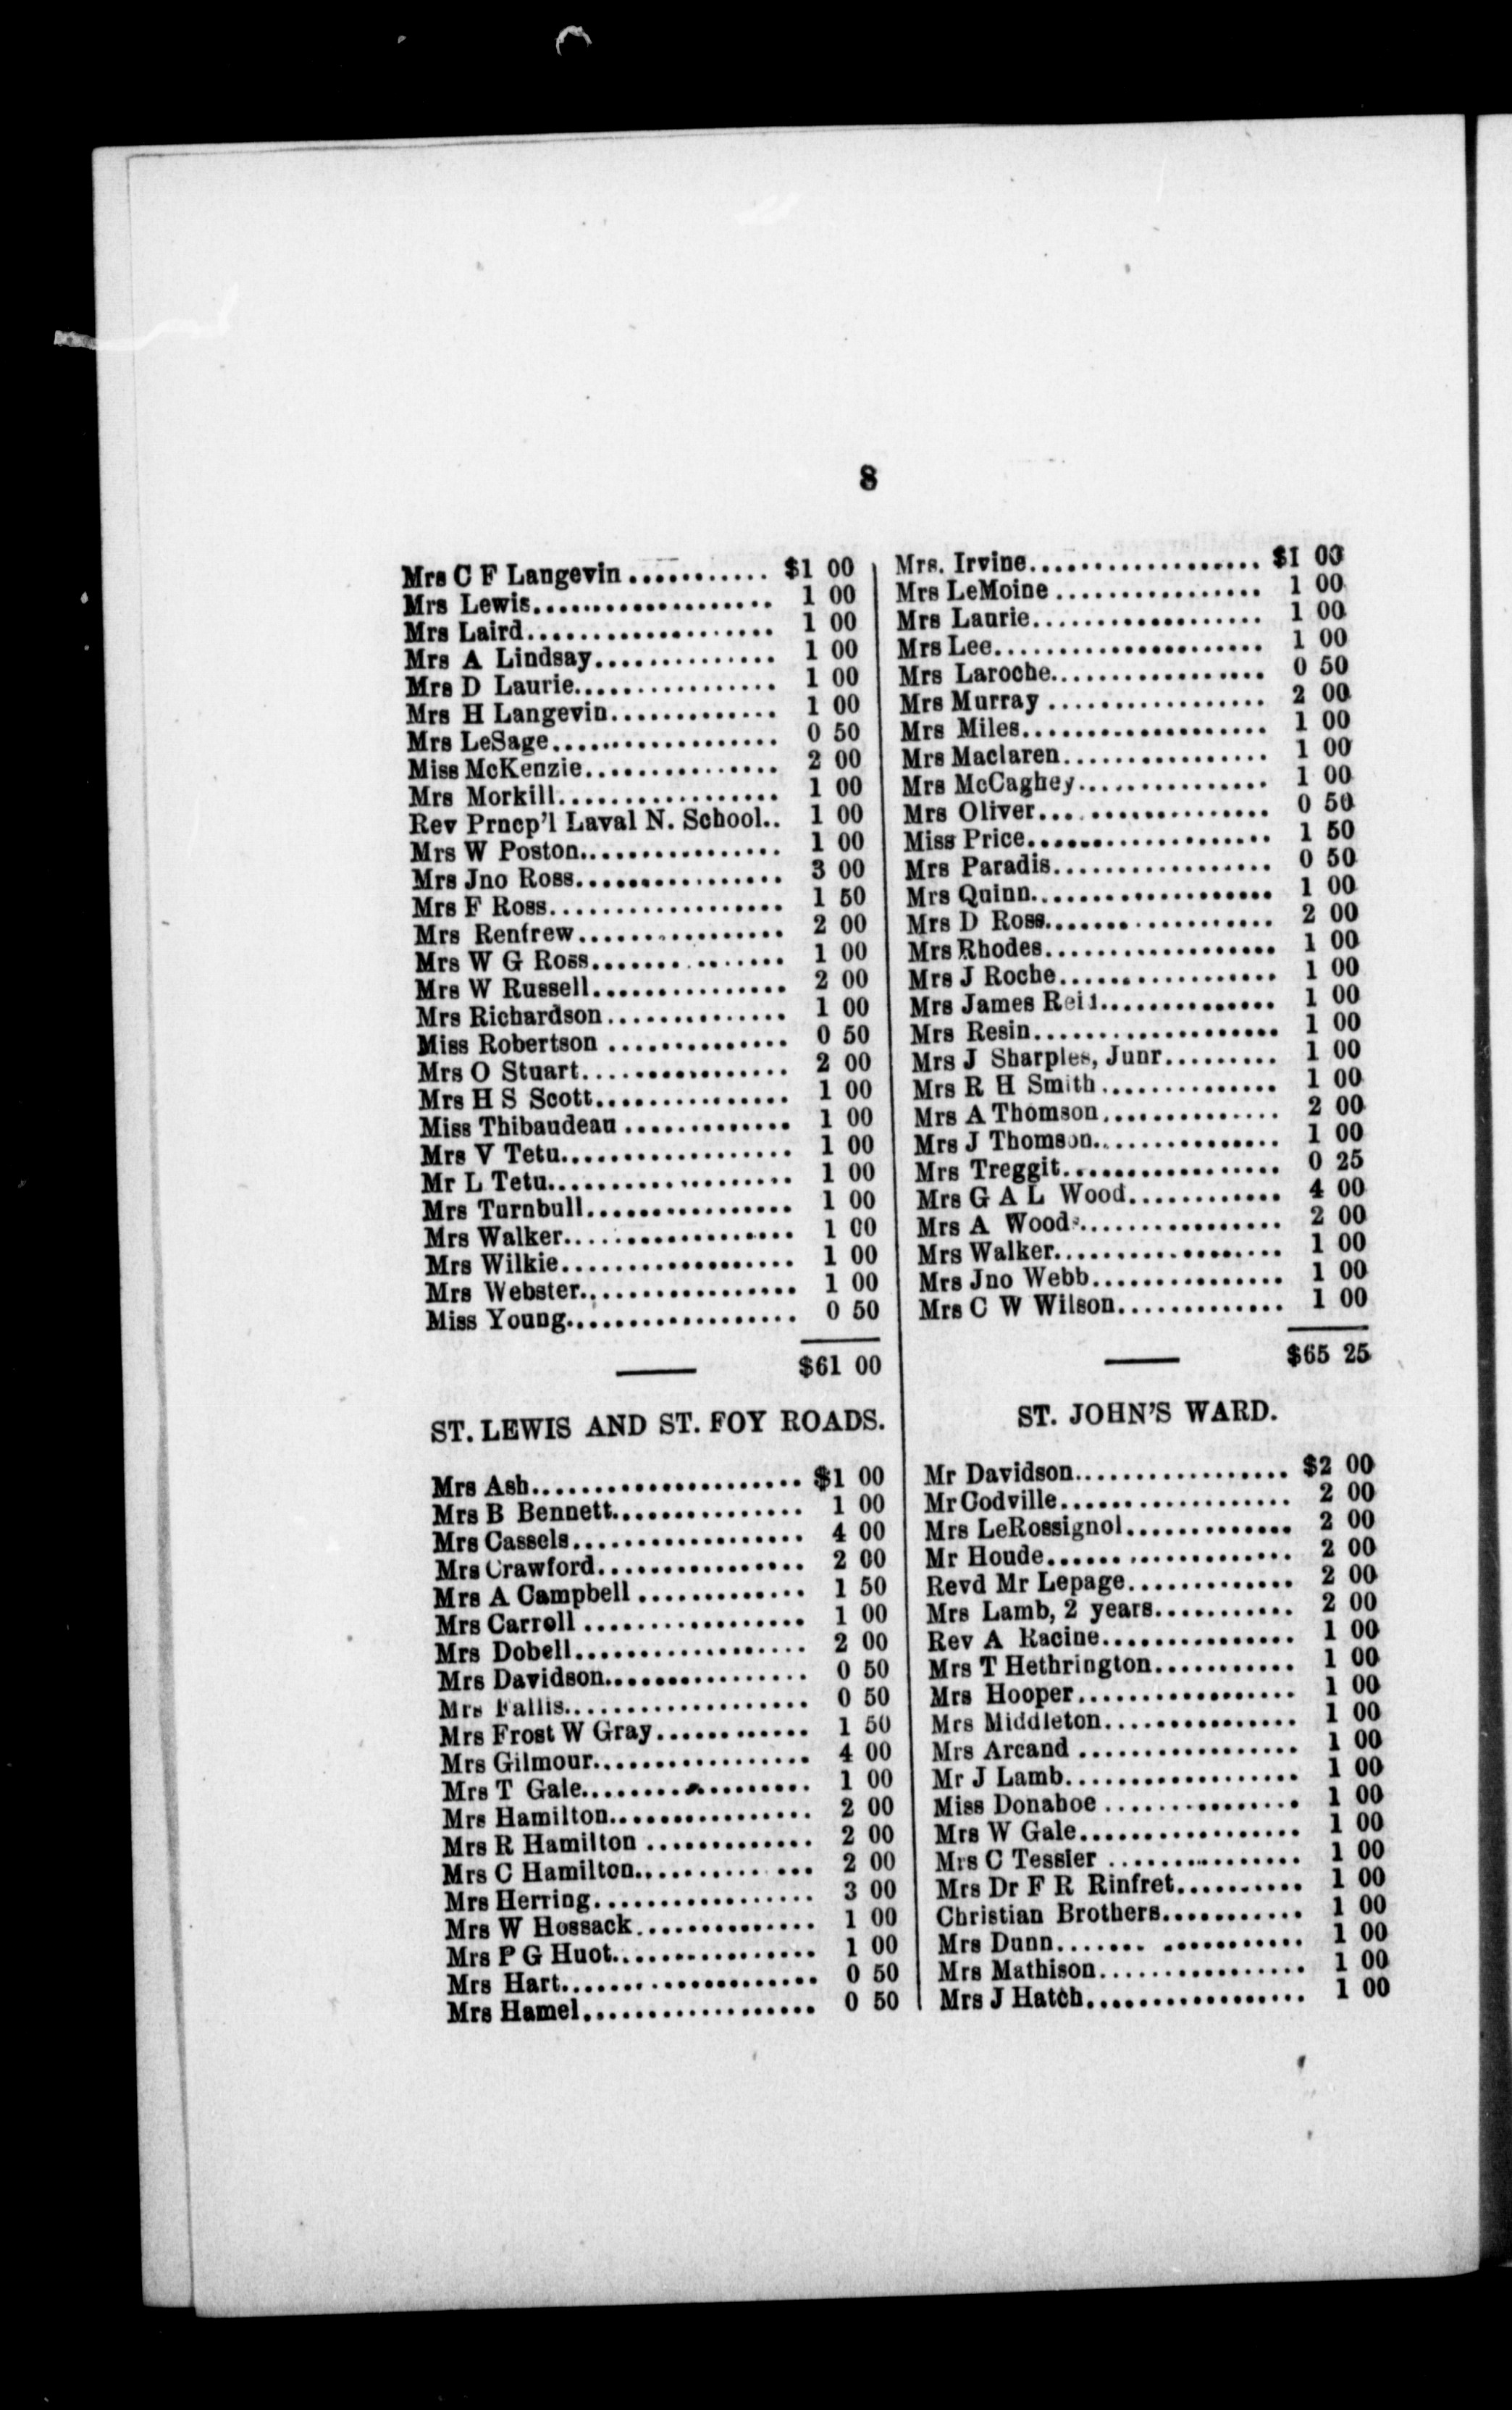 8
Mrs C F Langevin ........... $1 00
Mrs Lewis................... 1 00
Mrs Laird................... 1 00
Mrs A Lindsay.............. 1 00
Mrs D Laurie................ 1 00
Mrs H Langevin............. 1 00
Mrs LeSage.................. 0 50
Miss McKenzie............... 2 00
Mrs Morkill................. 1 00
Rev Prncp'l Laval N. School.. 1 00
Mrs W Poston................ 1 00
Mrs Jno Ross................ 3 00
Mrs F Ross.................. 1 50
Mrs Renfrew................ 2 00
Mrs W G Ross............... 1 00
Mrs W Russell............... 2 00
Mrs Richardson.............. 1 00
Miss Robertson .............. 0 50
Mrs O Stuart................ 2 00
Mrs H S Scott............... 1 00
Miss Thibaudeau ............. 1 00
Mrs V Tetu.................. 1 00
Mr L Tetu................... 1 00
Mrs Turnbull................ 1 00
Mrs Walker.................. 1 00
Mrs Wilkie.................. 1 00
Mrs Webster................. 1 00
Miss Young.................. 0 50
$61 00
ST. LEWIS AND ST. FOY ROADS.
Mrs Ash..................... $1 00
Mrs B Bennett............... 1 00
Mrs Cassels.................. 4 00
Mrs Crawford................ 2 00
Mrs A Campbell ............. 1 50
Mrs Carroll ................. 1 00
Mrs Dobell.................. 2 00
Mrs Davidson................ 0 50
Mrs Fallis................... 0 50
Mrs Frost W Gray............ 1 50
Mrs Gilmour................. 4 00
Mrs T Gale.................. 1 00
Mrs Hamilton................ 2 00
Mrs R Hamilton ............. 2 00
Mrs C Hamilton.......... ... 2 00
Mrs Herring................. 3 00
Mrs W Hossack.............. 1 00
Mrs P G Huot................ 1 00
Mrs Hart.................... 0 50
Mrs Hamel.................. 0 50
Mrs. Irvine.................. $1 00
Mrs LeMoine ................ 1 00
Mrs Laurie.................. 1 00
Mrs Lee..................... 1 00
Mrs Laroche................. 0 50
Mrs Murray ................. 2 00
Mrs Miles................... 1 00
Mrs Maclaren................ 1 00
Mrs McCaghey............... 1 00
Mrs Oliver.................. 0 50
Miss Price................... 1 50
Mrs Paradis................. 0 50
Mrs Quinn................... 1 00
Mrs D Ross.................. 2 00
Mrs Rhodes.................. 1 00
Mrs J Roche................. 1 00
Mrs James Reid.............. 1 00
Mrs Resin................... 1 00
Mrs J Sharples, Junr......... 1 00
Mrs R H Smith.............. 1 00
Mrs A Thomson.............. 2 00
Mrs J Thomson............... 1 00
Mrs Treggit................. 0 25
Mrs G A L Wood............ 4 00
Mrs A Woods................ 2 00
Mrs Walker.................. 1 00
Mrs Jno Webb............... 1 00
Mrs C W Wilson............. 1 00
$65 25
ST. JOHN'S WARD.
Mr Davidson................. $2 00
Mr Codville.................. 2 00
Mrs LeRossignol............. 2 00
Mr Houde................... 2 00
Revd Mr Lepage............. 2 00
Mrs Lamb, 2 years........... 2 00
Rev A Racine............... 1 00
Mrs T Hethrington........... 1 00
Mrs Hooper................. 1 00
Mrs Middleton............... 1 00
Mrs Arcand ................. 1 00
Mr J Lamb.................. 1 00
Miss Donahoe ............... 1 00
Mrs W Gale................. 1 00
Mrs C Tessier ............... 1 00
Mrs Dr F R Rinfret.......... 1 00
Christian Brothers........... 1 00
Mrs Dunn....... ........... 1 00
Mrs Mathison................ 1 00
Mrs J Hatch................. 1 00